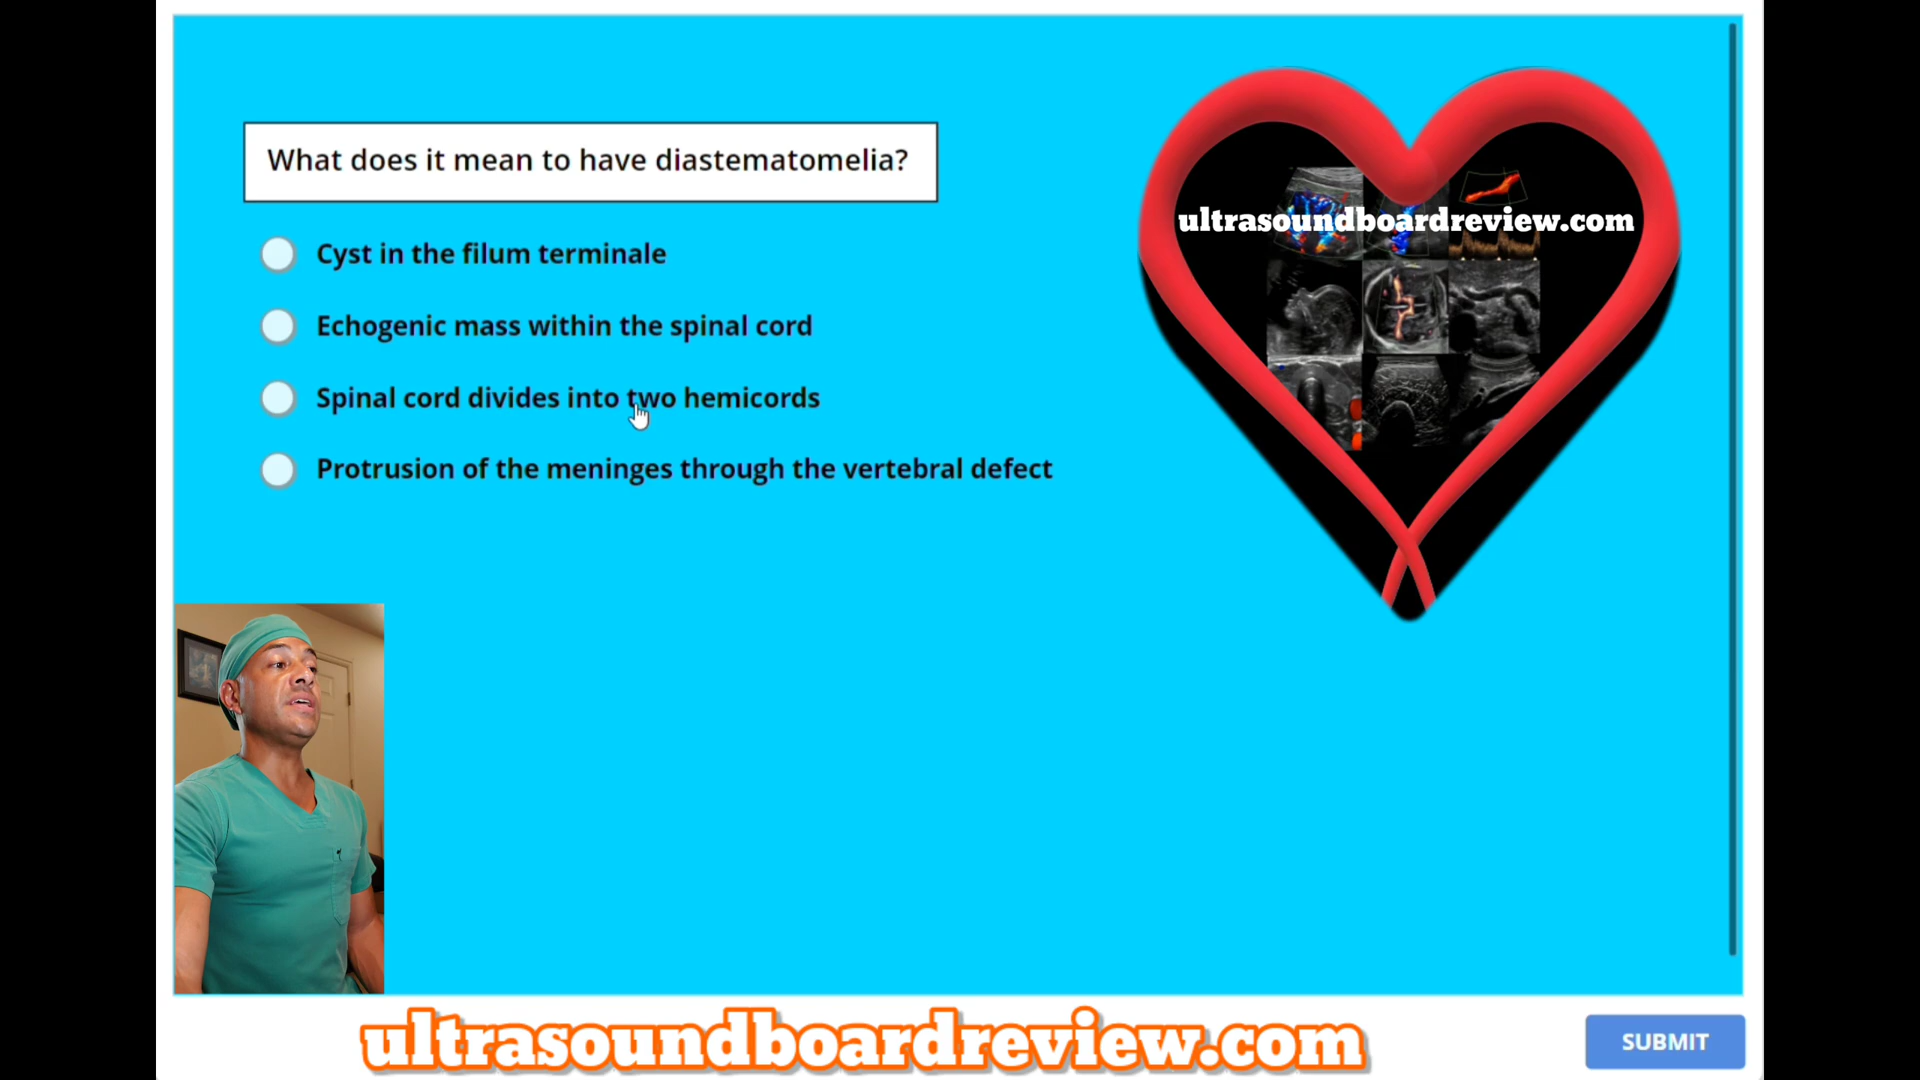 What does it mean to have diastematomelia?
ultrasoundboardreview.com
Cyst in the filum terminale
Echogenic mass within the spinal cord
Spinal cord divides into two hemicords
Protrusion of the meninges through the vertebral defect
ultrasoundboardreview.com
SUBMIT